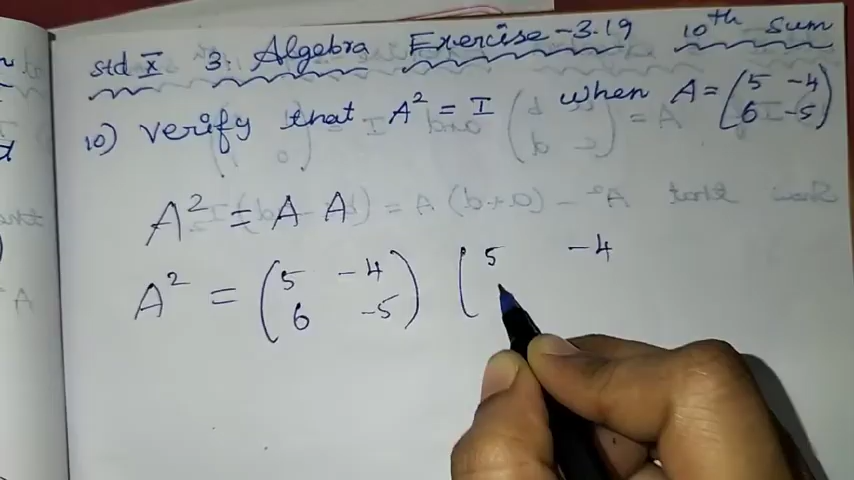 std X 3. Algebra Exercise-3.19 10th Sum
10) Verify that A² = I when A = (5 -4
6 -5)
A² = A A
A² = (5 -4
6 -5) (5 -4